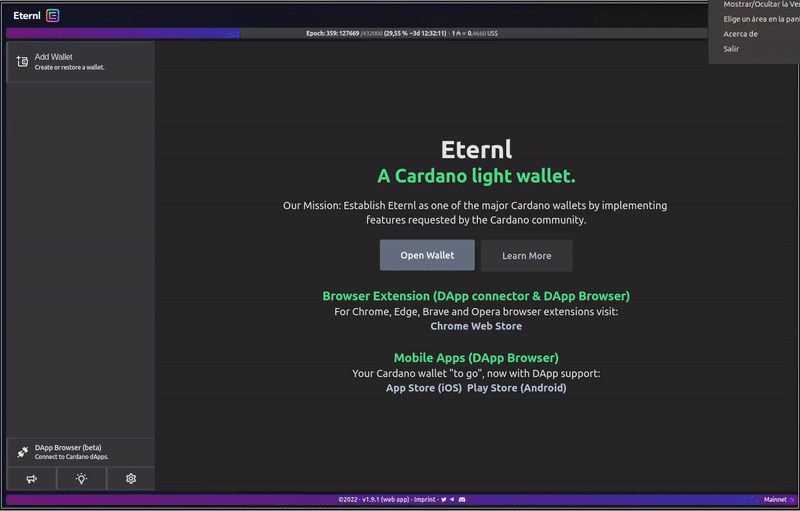 Eternl
Mostrar/Ocultar la Ve
Elige un área en la pan
Acerca de
Salir
Epoch: 359: 127669 /432000 (29,55 % ~3d 12:32:11) · 1 ₳ = 0,4660 US$
Add Wallet
Create or restore a wallet.
Eternl
A Cardano light wallet.
Our Mission: Establish Eternl as one of the major Cardano wallets by implementing
features requested by the Cardano community.
Open Wallet
Learn More
Browser Extension (DApp connector & DApp Browser)
For Chrome, Edge, Brave and Opera browser extensions visit:
Chrome Web Store
Mobile Apps (DApp Browser)
Your Cardano wallet "to go", now with DApp support:
App Store (iOS) Play Store (Android)
DApp Browser (beta)
Connect to Cardano dApps.
©2022 · v1.9.1 (web app) · Imprint ·
Mainnet